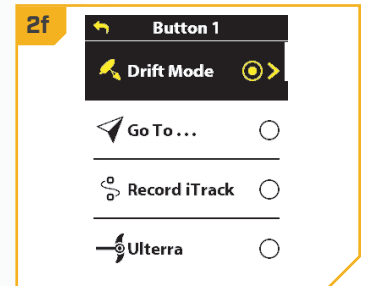 2f
Button 1
Drift Mode
Go To ...
Record iTrack
Ulterra